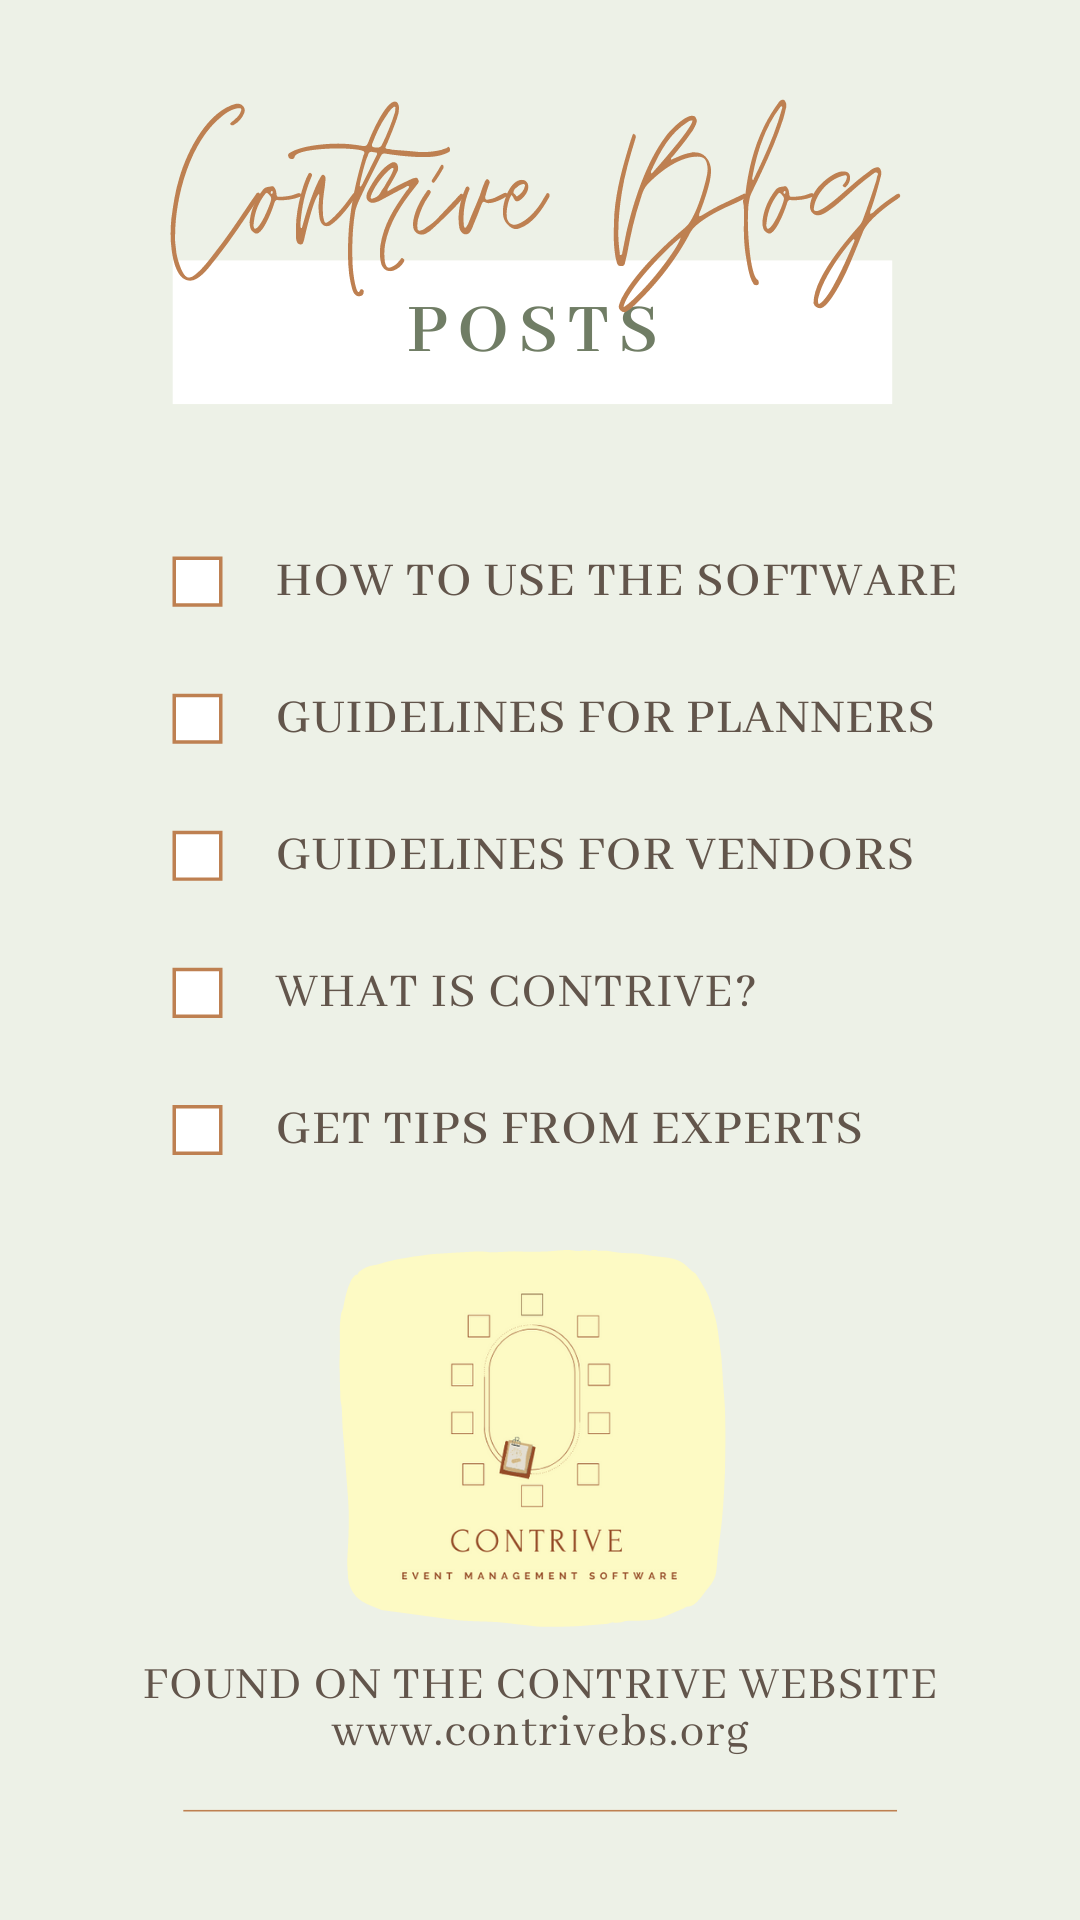 Contrive Blog
POSTS
HOW TO USE THE SOFTWARE
GUIDELINES FOR PLANNERS
GUIDELINES FOR VENDORS
WHAT IS CONTRIVE?
GET TIPS FROM EXPERTS
CONTRIVE
EVENT MANAGEMENT SOFTWARE
FOUND ON THE CONTRIVE WEBSITE
www.contrivebs.org